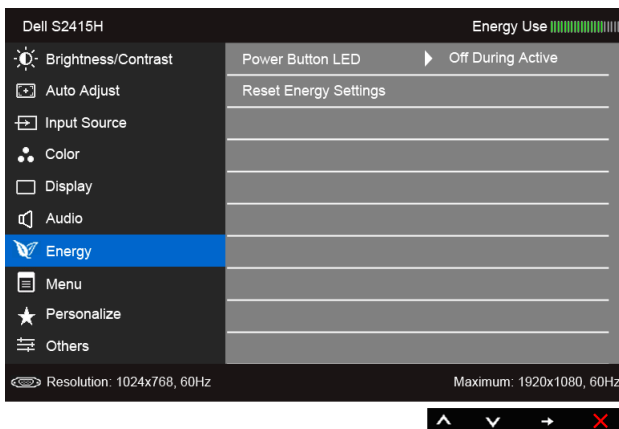 Dell S2415H Energy Use
Brightness/Contrast Power Button LED Off During Active
Auto Adjust Reset Energy Settings
Input Source
Color
Display
Audio
Energy
Menu
Personalize
Others
Resolution: 1024x768, 60Hz Maximum: 1920x1080, 60Hz